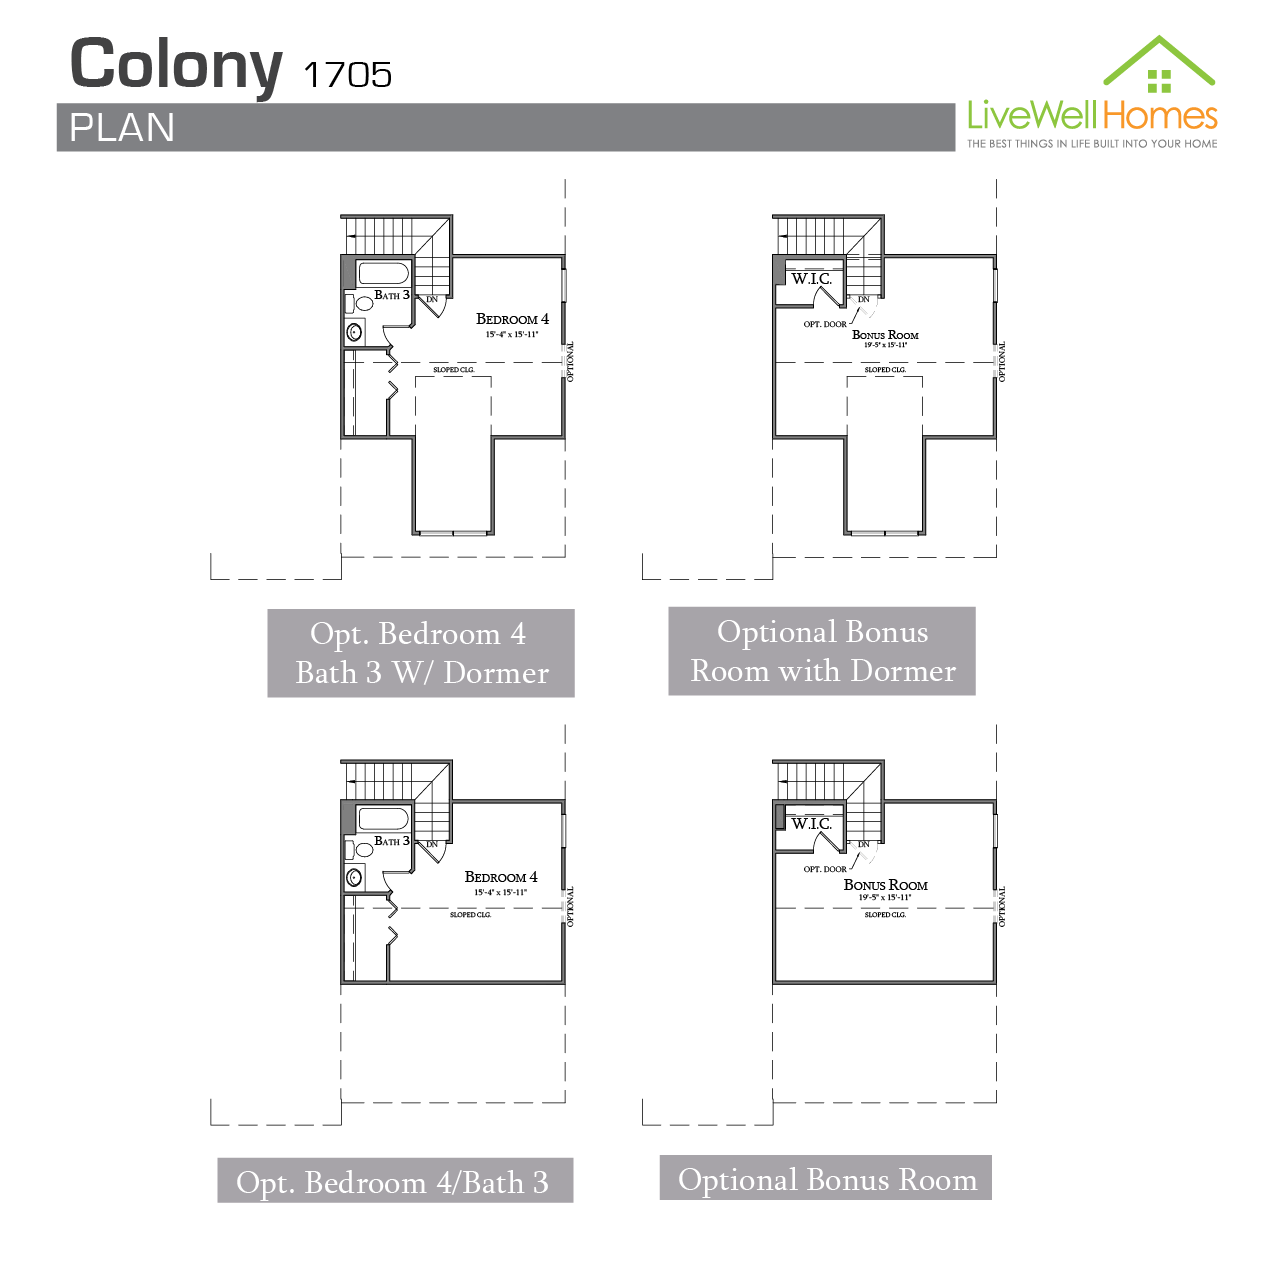 Colony 1705
PLAN
LiveWellHomes
THE BEST THINGS IN LIFE BUILT INTO YOUR HOME
BATH 3
DN
BEDROOM 4
15'-4" x 15'-11"
SLOPED CLG.
OPTIONAL
Opt. Bedroom 4
Bath 3 W/ Dormer
W.I.C.
DN
OPT. DOOR
BONUS ROOM
19'-5" x 15'-11"
SLOPED CLG.
OPTIONAL
Optional Bonus
Room with Dormer
BATH 3
DN
BEDROOM 4
15'-4" x 15'-11"
SLOPED CLG.
OPTIONAL
Opt. Bedroom 4/Bath 3
W.I.C.
DN
OPT. DOOR
BONUS ROOM
19'-5" x 15'-11"
SLOPED CLG.
OPTIONAL
Optional Bonus Room